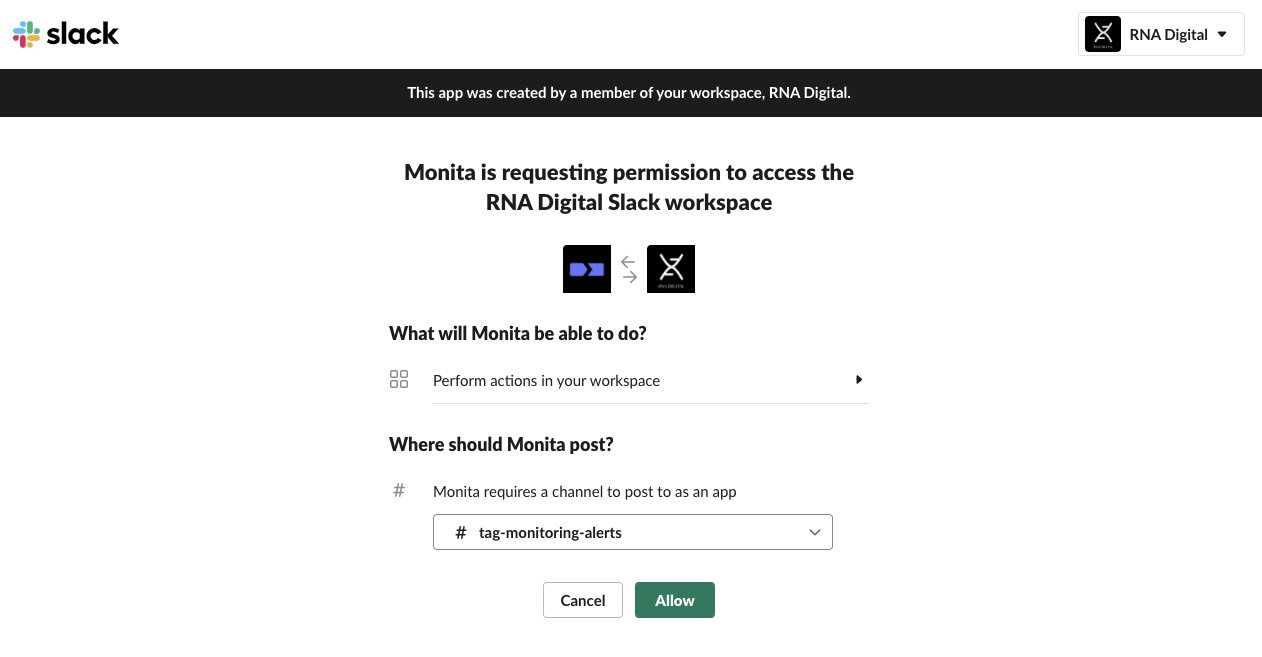 slack
RNA Digital
This app was created by a member of your workspace, RNA Digital.
Monita is requesting permission to access the
RNA Digital Slack workspace
RNA DIGITAL
What will Monita be able to do?
Perform actions in your workspace
Where should Monita post?
# Monita requires a channel to post to as an app
# tag-monitoring-alerts
Cancel
Allow